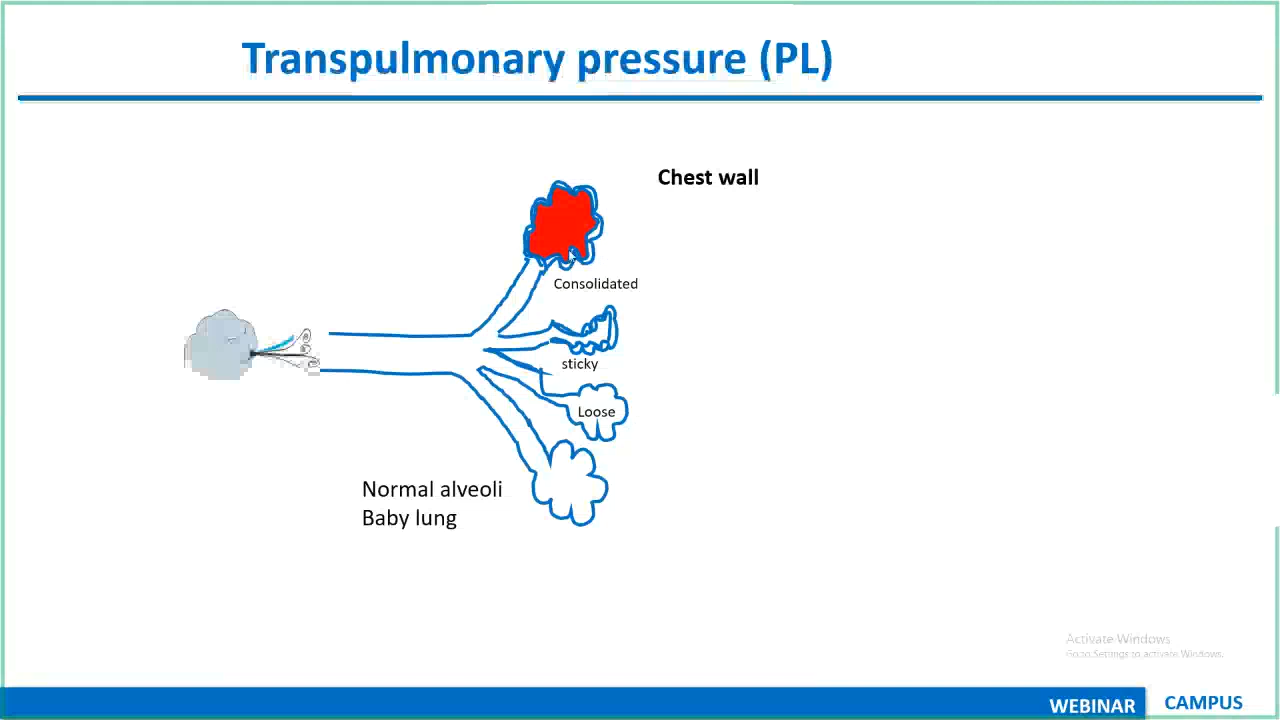 Transpulmonary pressure (PL)
Chest wall
Consolidated
sticky
Loose
Normal alveoli
Baby lung
Activate Windows
Go to Settings to activate Windows.
WEBINAR CAMPUS